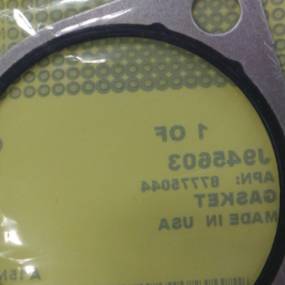 1 OF
J945603
APN: 87775044
GASKET
MADE IN USA